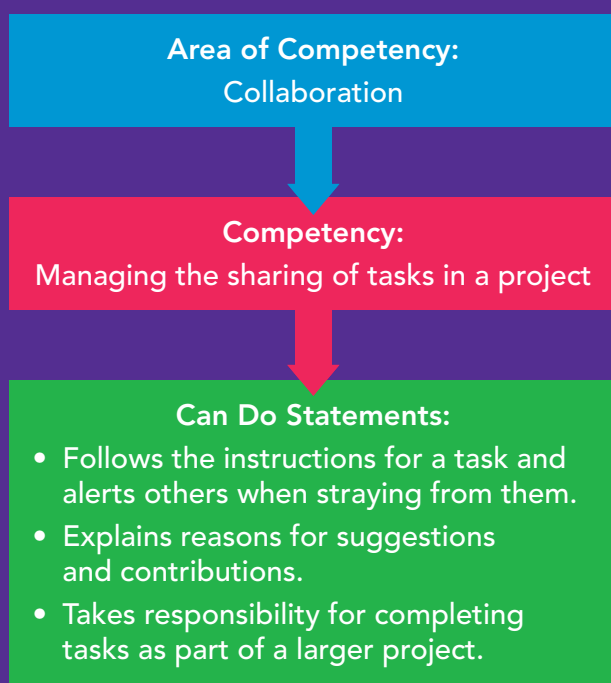 Area of Competency:
Collaboration
Competency:
Managing the sharing of tasks in a project
Can Do Statements:
• Follows the instructions for a task and
alerts others when straying from them.
• Explains reasons for suggestions
and contributions.
• Takes responsibility for completing
tasks as part of a larger project.